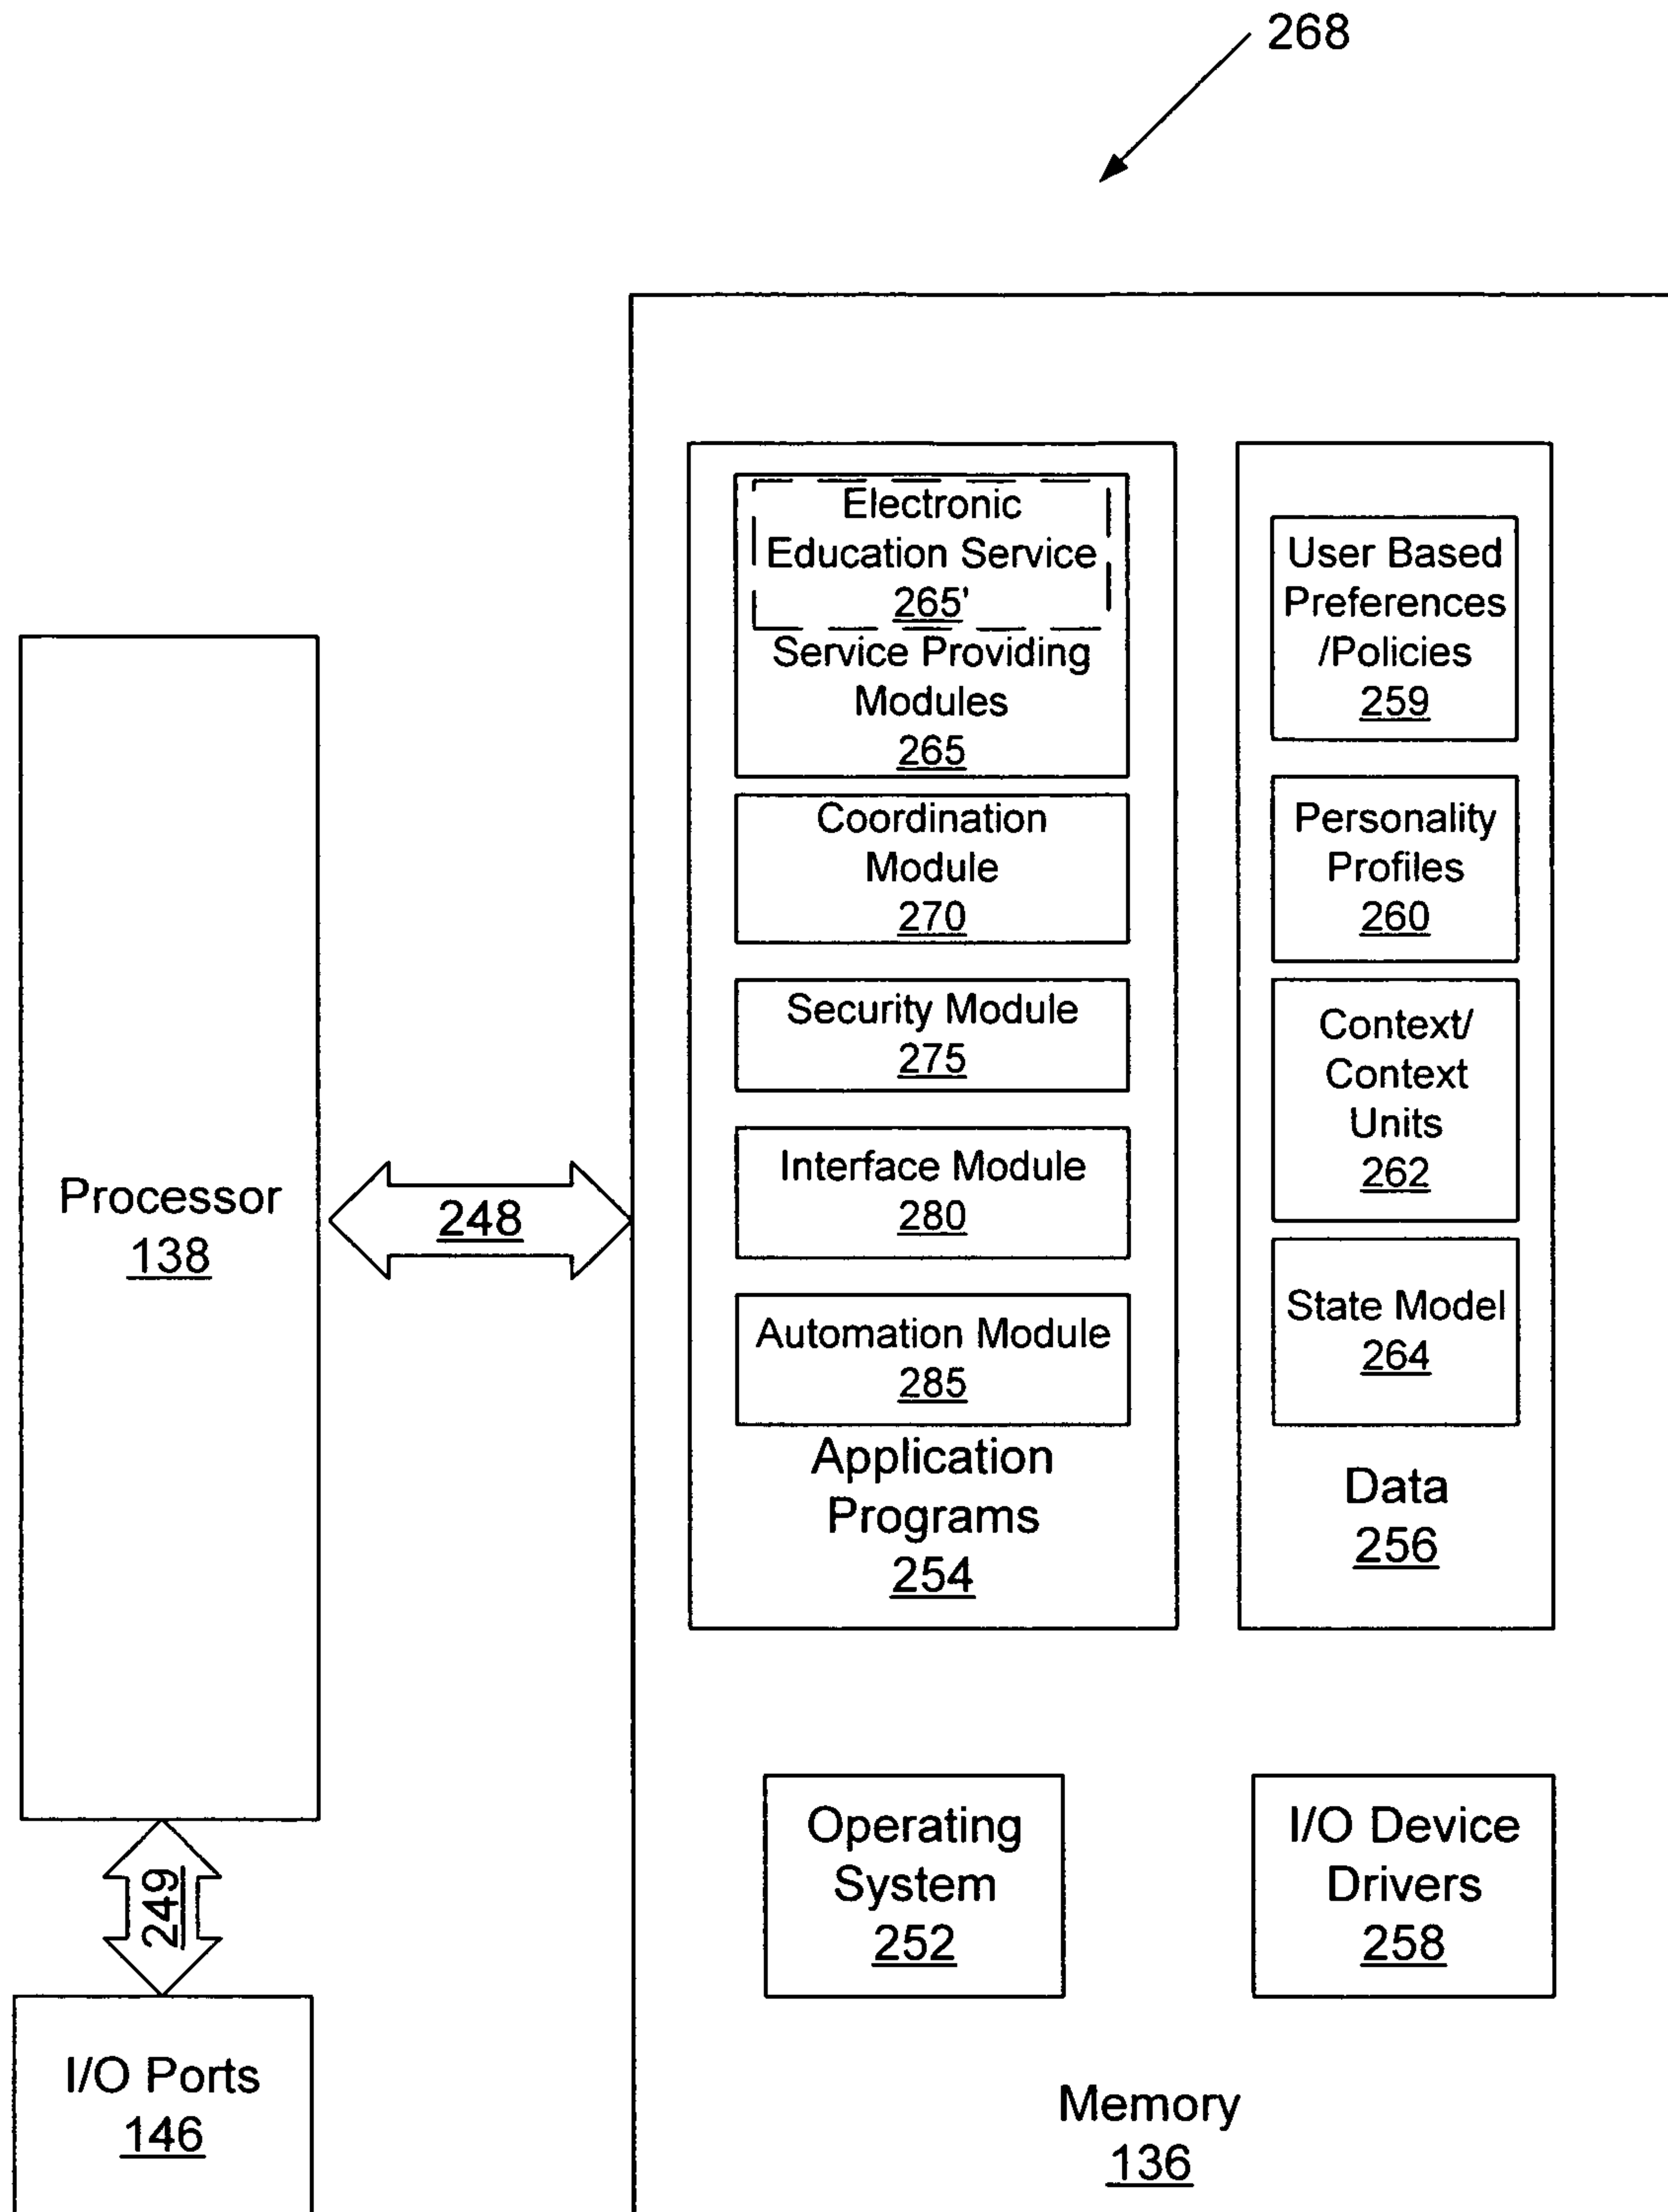 268
Electronic
Education Service
265'
Service Providing
Modules
265
Coordination
Module
270
Security Module
275
Interface Module
280
Automation Module
285
Application
Programs
254
User Based
Preferences
/Policies
259
Personality
Profiles
260
Context/
Context
Units
262
State Model
264
Data
256
Processor
138
248
249
I/O Ports
146
Operating
System
252
I/O Device
Drivers
258
Memory
136